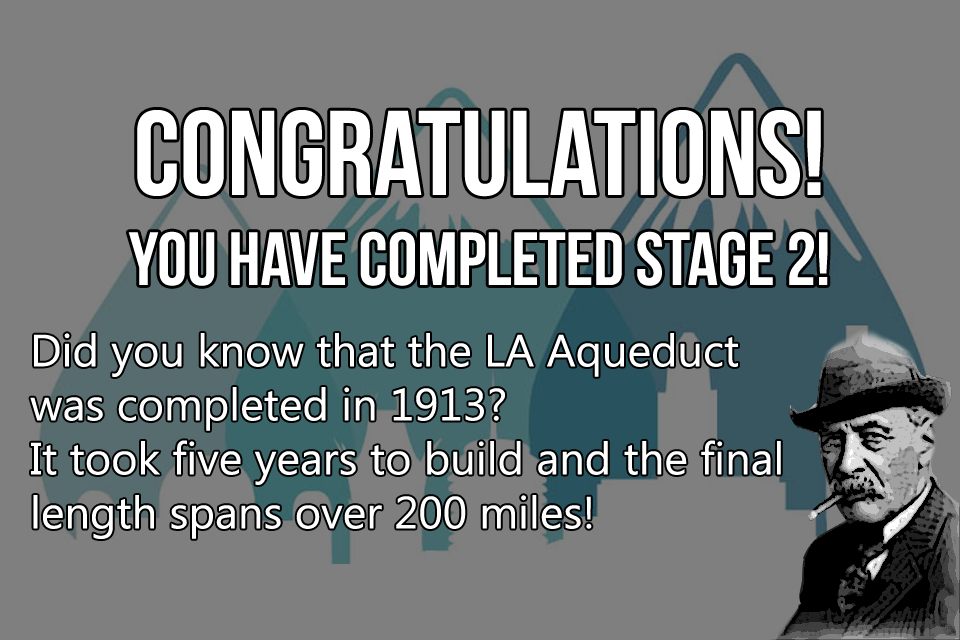 CONGRATULATIONS!
YOU HAVE COMPLETED STAGE 2!
Did you know that the LA Aqueduct
was completed in 1913?
It took five years to build and the final
length spans over 200 miles!